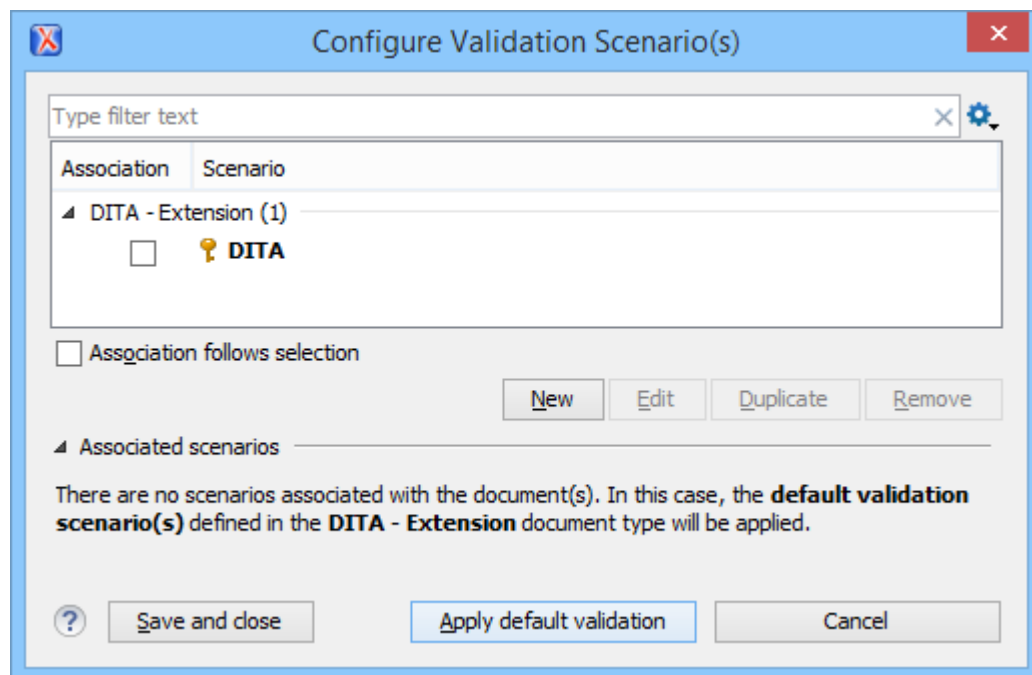 Configure Validation Scenario(s)
Type filter text
Association Scenario
DITA - Extension (1)
DITA
Association follows selection
New Edit Duplicate Remove
Associated scenarios
There are no scenarios associated with the document(s). In this case, the default validation
scenario(s) defined in the DITA - Extension document type will be applied.
? Save and close Apply default validation Cancel